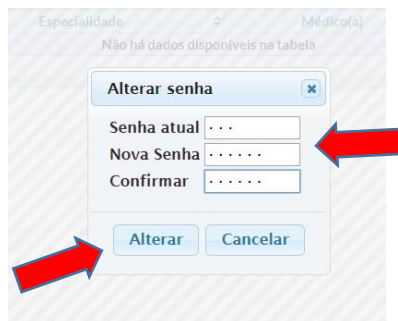 Especialidade Médico(a)
Não há dados disponíveis na tabela
Alterar senha
Senha atual ...
Nova Senha ......
Confirmar ......
Alterar Cancelar